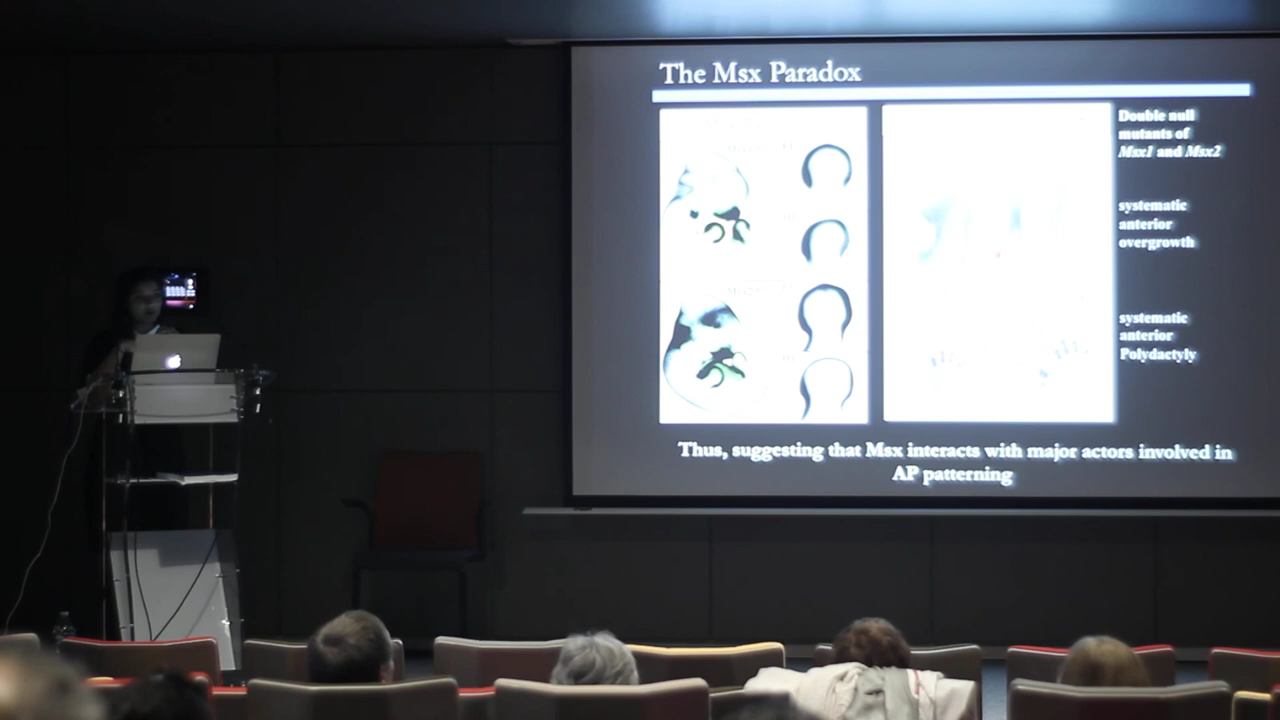 The Msx Paradox
Double null
mutants of
Msx1 and Msx2
systematic
anterior
overgrowth
systematic
anterior
Polydactyly
Thus, suggesting that Msx interacts with major actors involved in
AP patterning